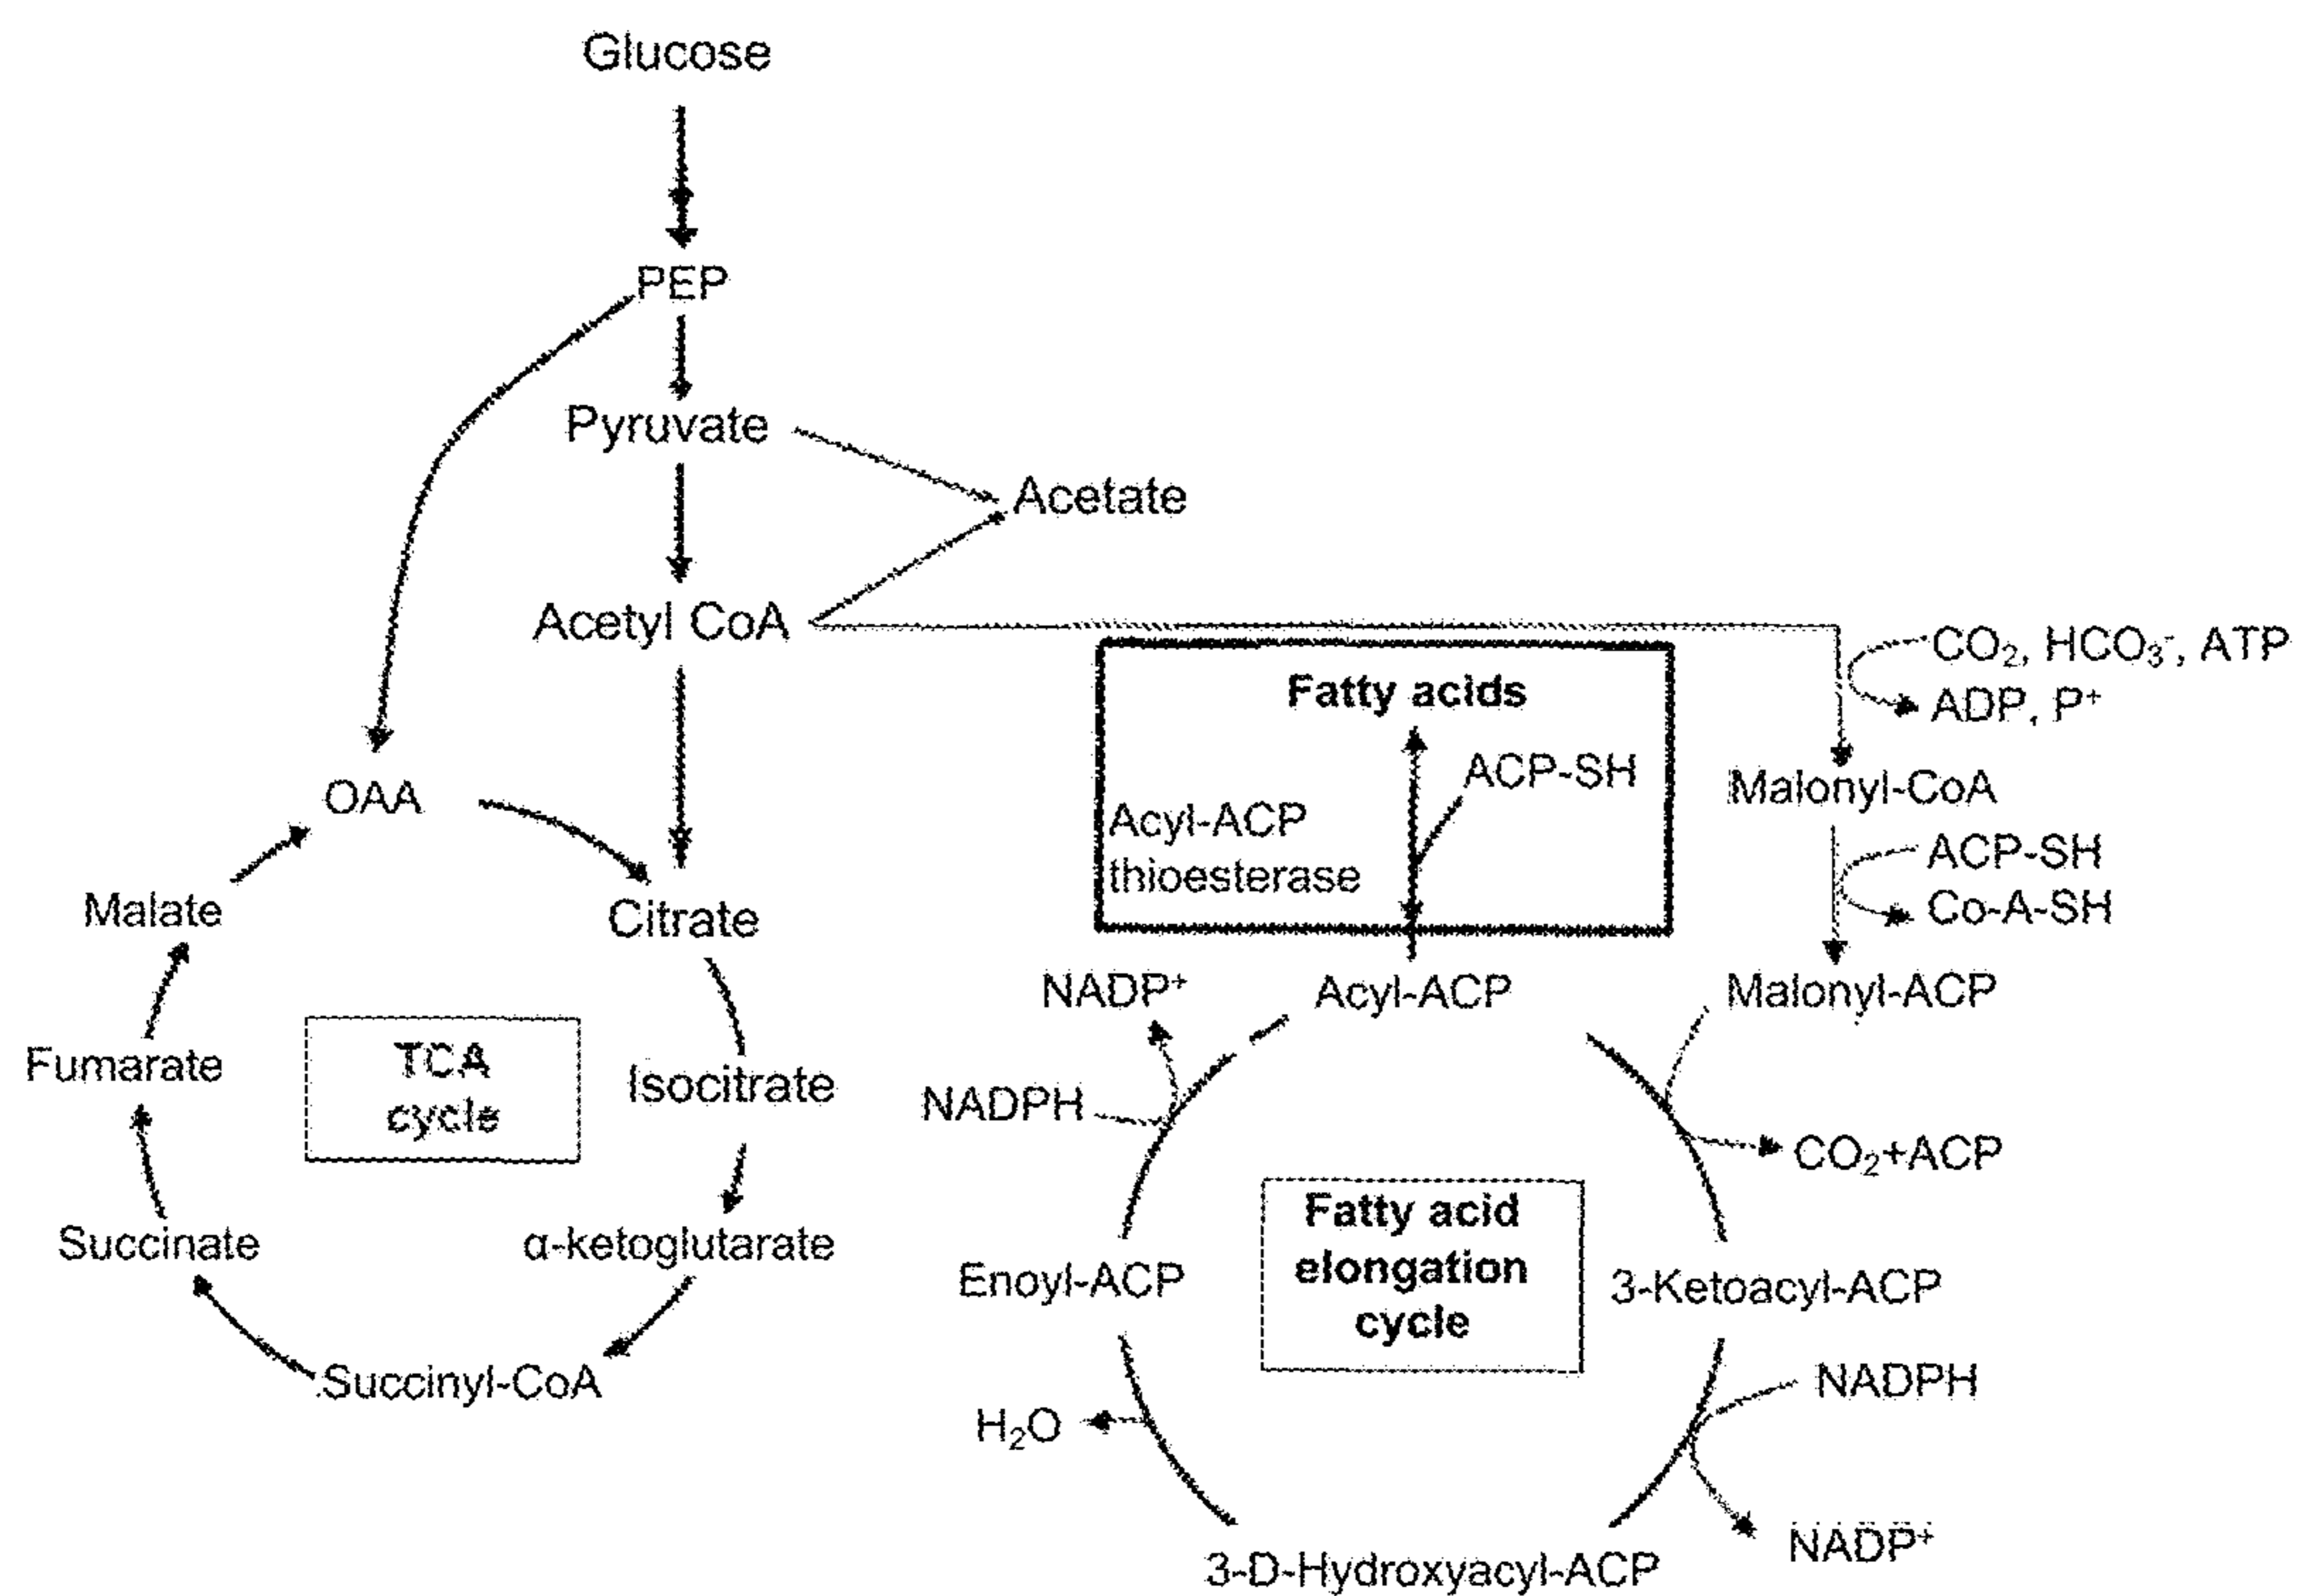 Glucose
PEP
Pyruvate
Acetate
Acetyl CoA
CO₂, HCO₃⁻, ATP
ADP, P⁺
Fatty acids
ACP-SH
Acyl-ACP
thioesterase
Malonyl-CoA
ACP-SH
Co-A-SH
OAA
Malate
Citrate
NADP⁺
Acyl-ACP
Malonyl-ACP
Fumarate
TCA
cycle
Isocitrate
NADPH
CO₂+ACP
Succinate
α-ketoglutarate
Fatty acid
elongation
cycle
Enoyl-ACP
3-Ketoacyl-ACP
Succinyl-CoA
H₂O
NADPH
NADP⁺
3-D-Hydroxyacyl-ACP